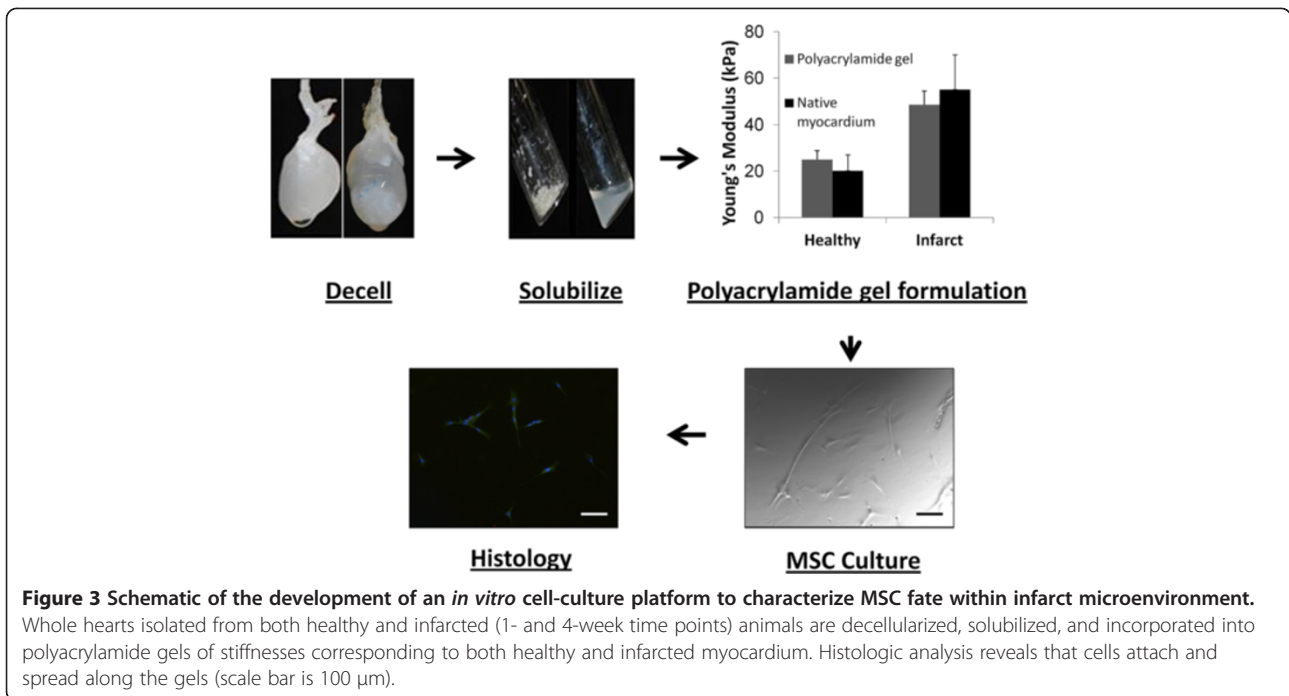 80
60
40
20
0
Young's Modulus (kPa)
Polyacrylamide gel
Native
myocardium
Healthy
Infarct
Decell
Solubilize
Polyacrylamide gel formulation
Histology
MSC Culture
Figure 3 Schematic of the development of an in vitro cell-culture platform to characterize MSC fate within infarct microenvironment.
Whole hearts isolated from both healthy and infarcted (1- and 4-week time points) animals are decellularized, solubilized, and incorporated into
polyacrylamide gels of stiffnesses corresponding to both healthy and infarcted myocardium. Histologic analysis reveals that cells attach and
spread along the gels (scale bar is 100 μm).